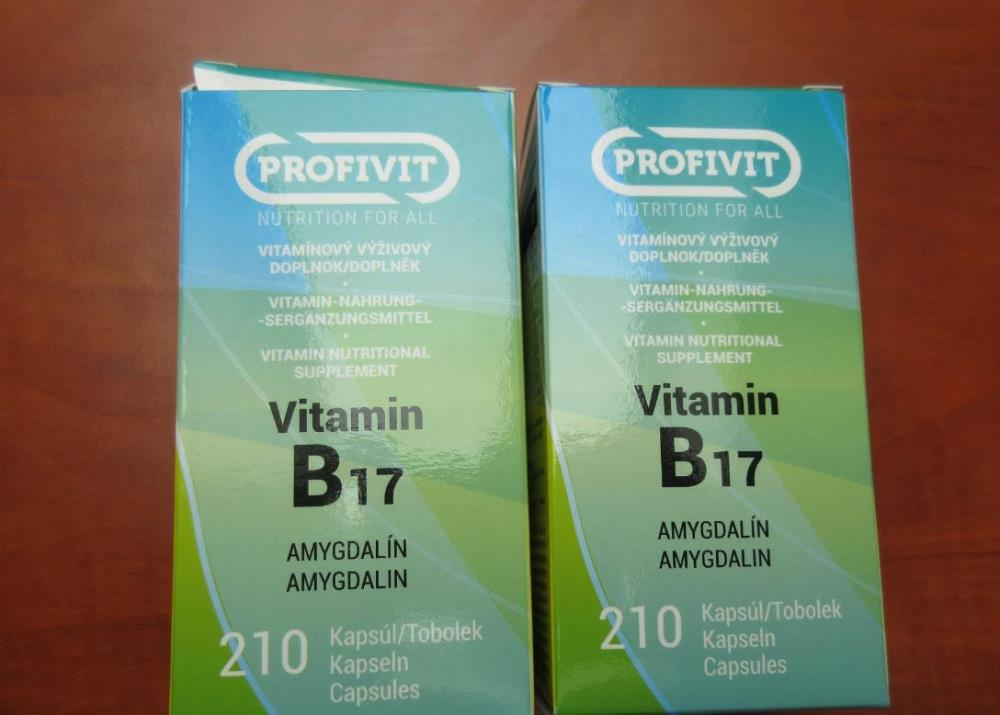 PROFIVIT
NUTRITION FOR ALL
VITAMÍNOVÝ VÝŽIVOVÝ
DOPLNOK/DOPLNĚK
•
VITAMIN-NAHRUNG-
-SERGÄNZUNGSMITTEL
•
VITAMIN NUTRITIONAL
SUPPLEMENT
Vitamin
B17
AMYGDALÍN
AMYGDALIN
210 Kapsúl/Tobolek
Kapseln
Capsules
PROFIVIT
NUTRITION FOR ALL
VITAMÍNOVÝ VÝŽIVOVÝ
DOPLNOK/DOPLNĚK
•
VITAMIN-NAHRUNG-
-SERGÄNZUNGSMITTEL
•
VITAMIN NUTRITIONAL
SUPPLEMENT
Vitamin
B17
AMYGDALÍN
AMYGDALIN
210 Kapsúl/Tobolek
Kapseln
Capsules